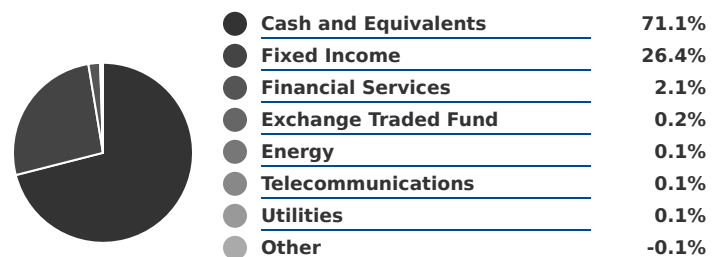 Cash and Equivalents 71.1%
Fixed Income 26.4%
Financial Services 2.1%
Exchange Traded Fund 0.2%
Energy 0.1%
Telecommunications 0.1%
Utilities 0.1%
Other -0.1%